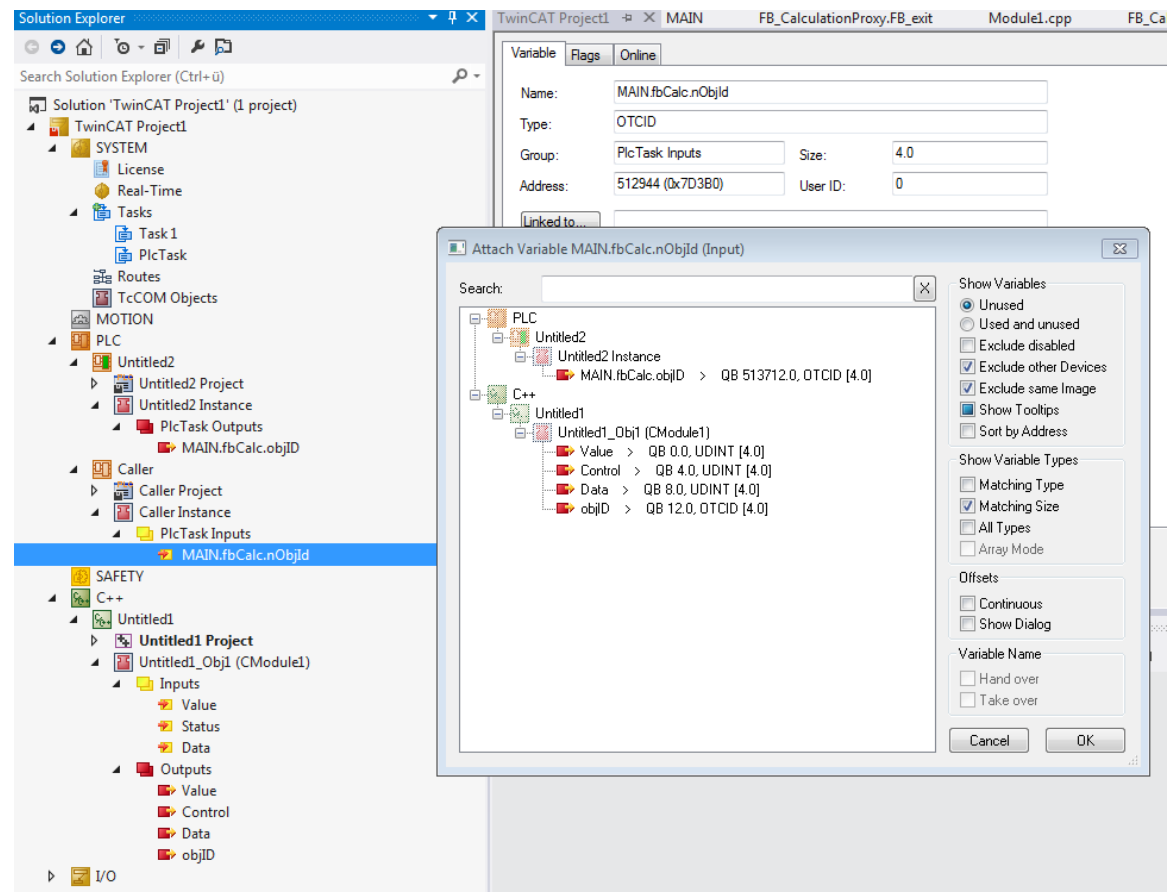 Solution Explorer
Search Solution Explorer (Ctrl+ü)
Solution 'TwinCAT Project1' (1 project)
TwinCAT Project1
SYSTEM
License
Real-Time
Tasks
Task 1
PlcTask
Routes
TcCOM Objects
MOTION
PLC
Untitled2
Untitled2 Project
Untitled2 Instance
PlcTask Outputs
MAIN.fbCalc.objID
Caller
Caller Project
Caller Instance
PlcTask Inputs
MAIN.fbCalc.nObjId
SAFETY
C++
Untitled1
Untitled1 Project
Untitled1_Obj1 (CModule1)
Inputs
Value
Status
Data
Outputs
Value
Control
Data
objID
I/O
TwinCAT Project1 MAIN FB_CalculationProxy.FB_exit Module1.cpp FB_Ca
Variable Flags Online
Name: MAIN.fbCalc.nObjId
Type: OTCID
Group: PlcTask Inputs Size: 4.0
Address: 512944 (0x7D3B0) User ID: 0
Linked to...
Attach Variable MAIN.fbCalc.nObjId (Input)
Search: X
PLC
Untitled2
Untitled2 Instance
MAIN.fbCalc.objID > QB 513712.0, OTCID [4.0]
C++
Untitled1
Untitled1_Obj1 (CModule1)
Value > QB 0.0, UDINT [4.0]
Control > QB 4.0, UDINT [4.0]
Data > QB 8.0, UDINT [4.0]
objID > QB 12.0, OTCID [4.0]
Show Variables
Unused
Used and unused
Exclude disabled
Exclude other Devices
Exclude same Image
Show Tooltips
Sort by Address
Show Variable Types
Matching Type
Matching Size
All Types
Array Mode
Offsets
Continuous
Show Dialog
Variable Name
Hand over
Take over
Cancel OK